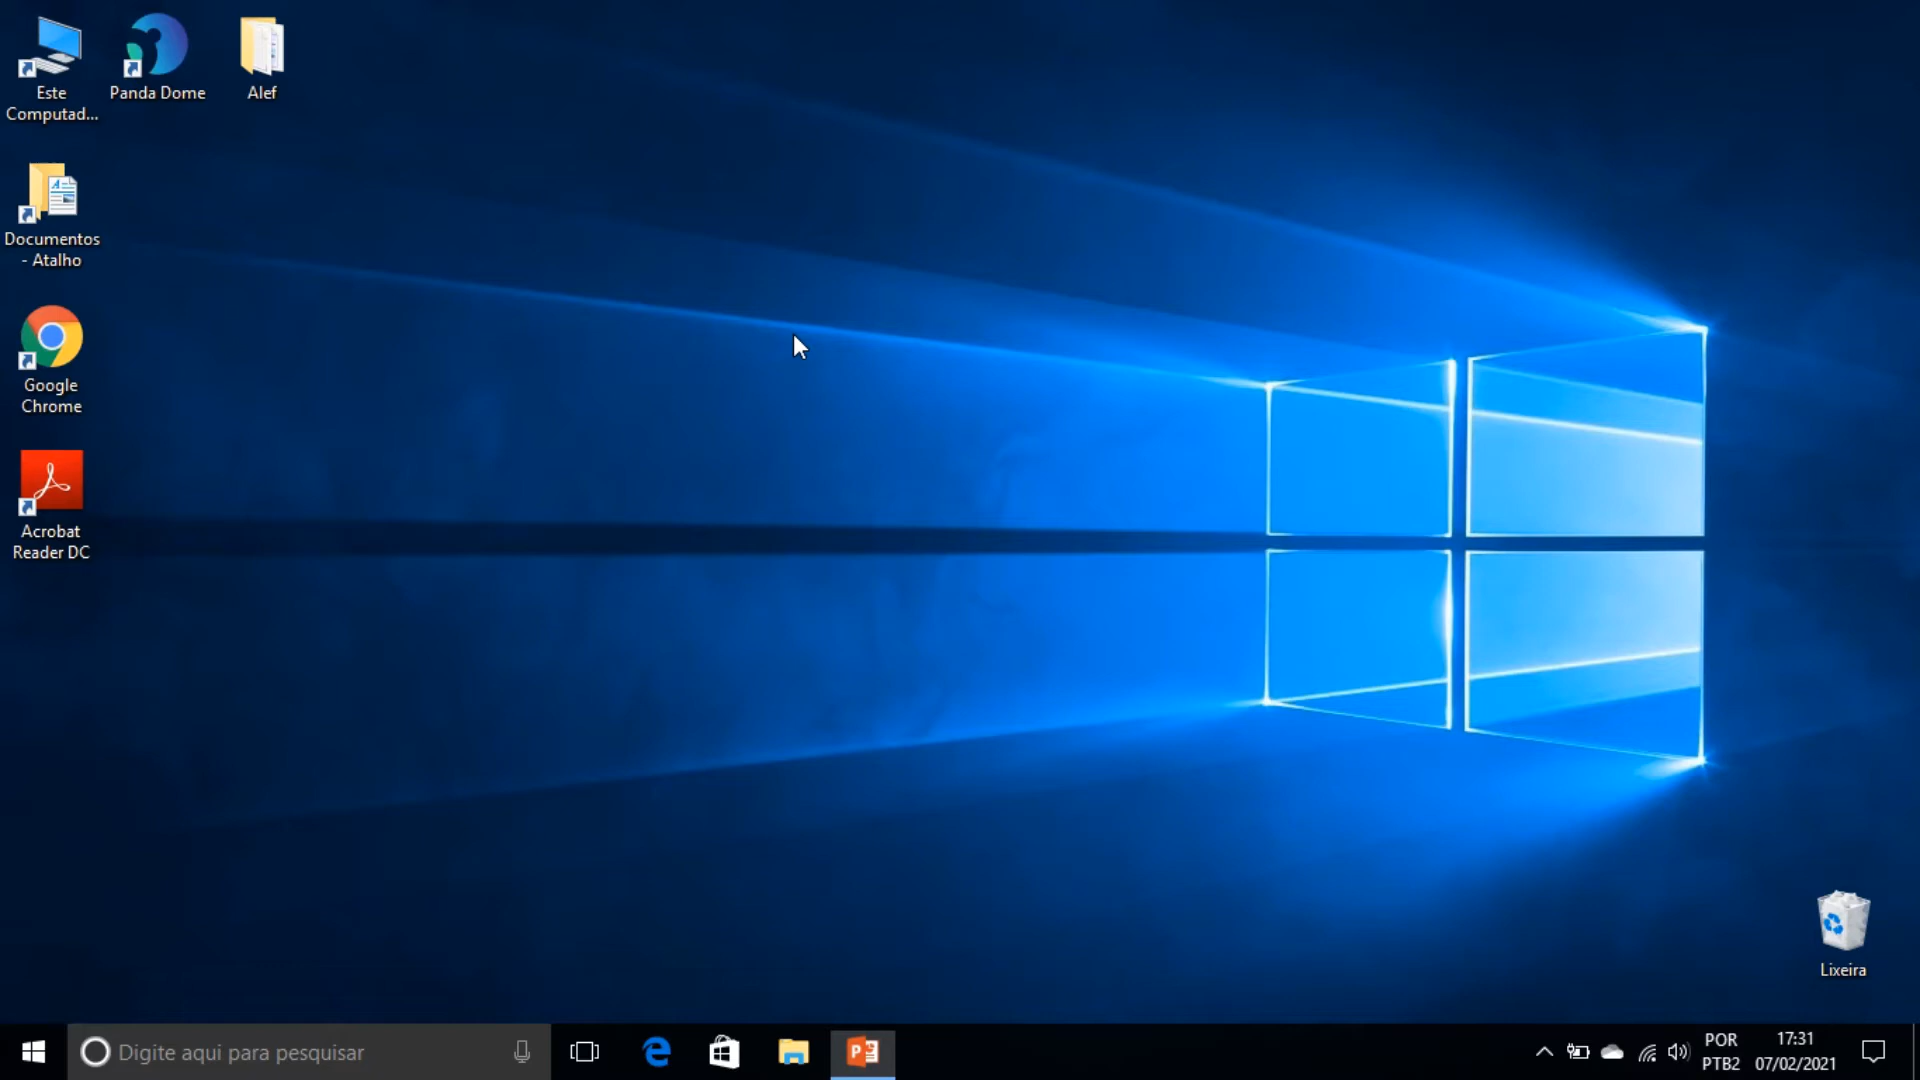 Este
Computad...
Panda Dome
Alef
Documentos
- Atalho
Google
Chrome
Acrobat
Reader DC
Lixeira
Digite aqui para pesquisar
POR
PTB2
17:31
07/02/2021